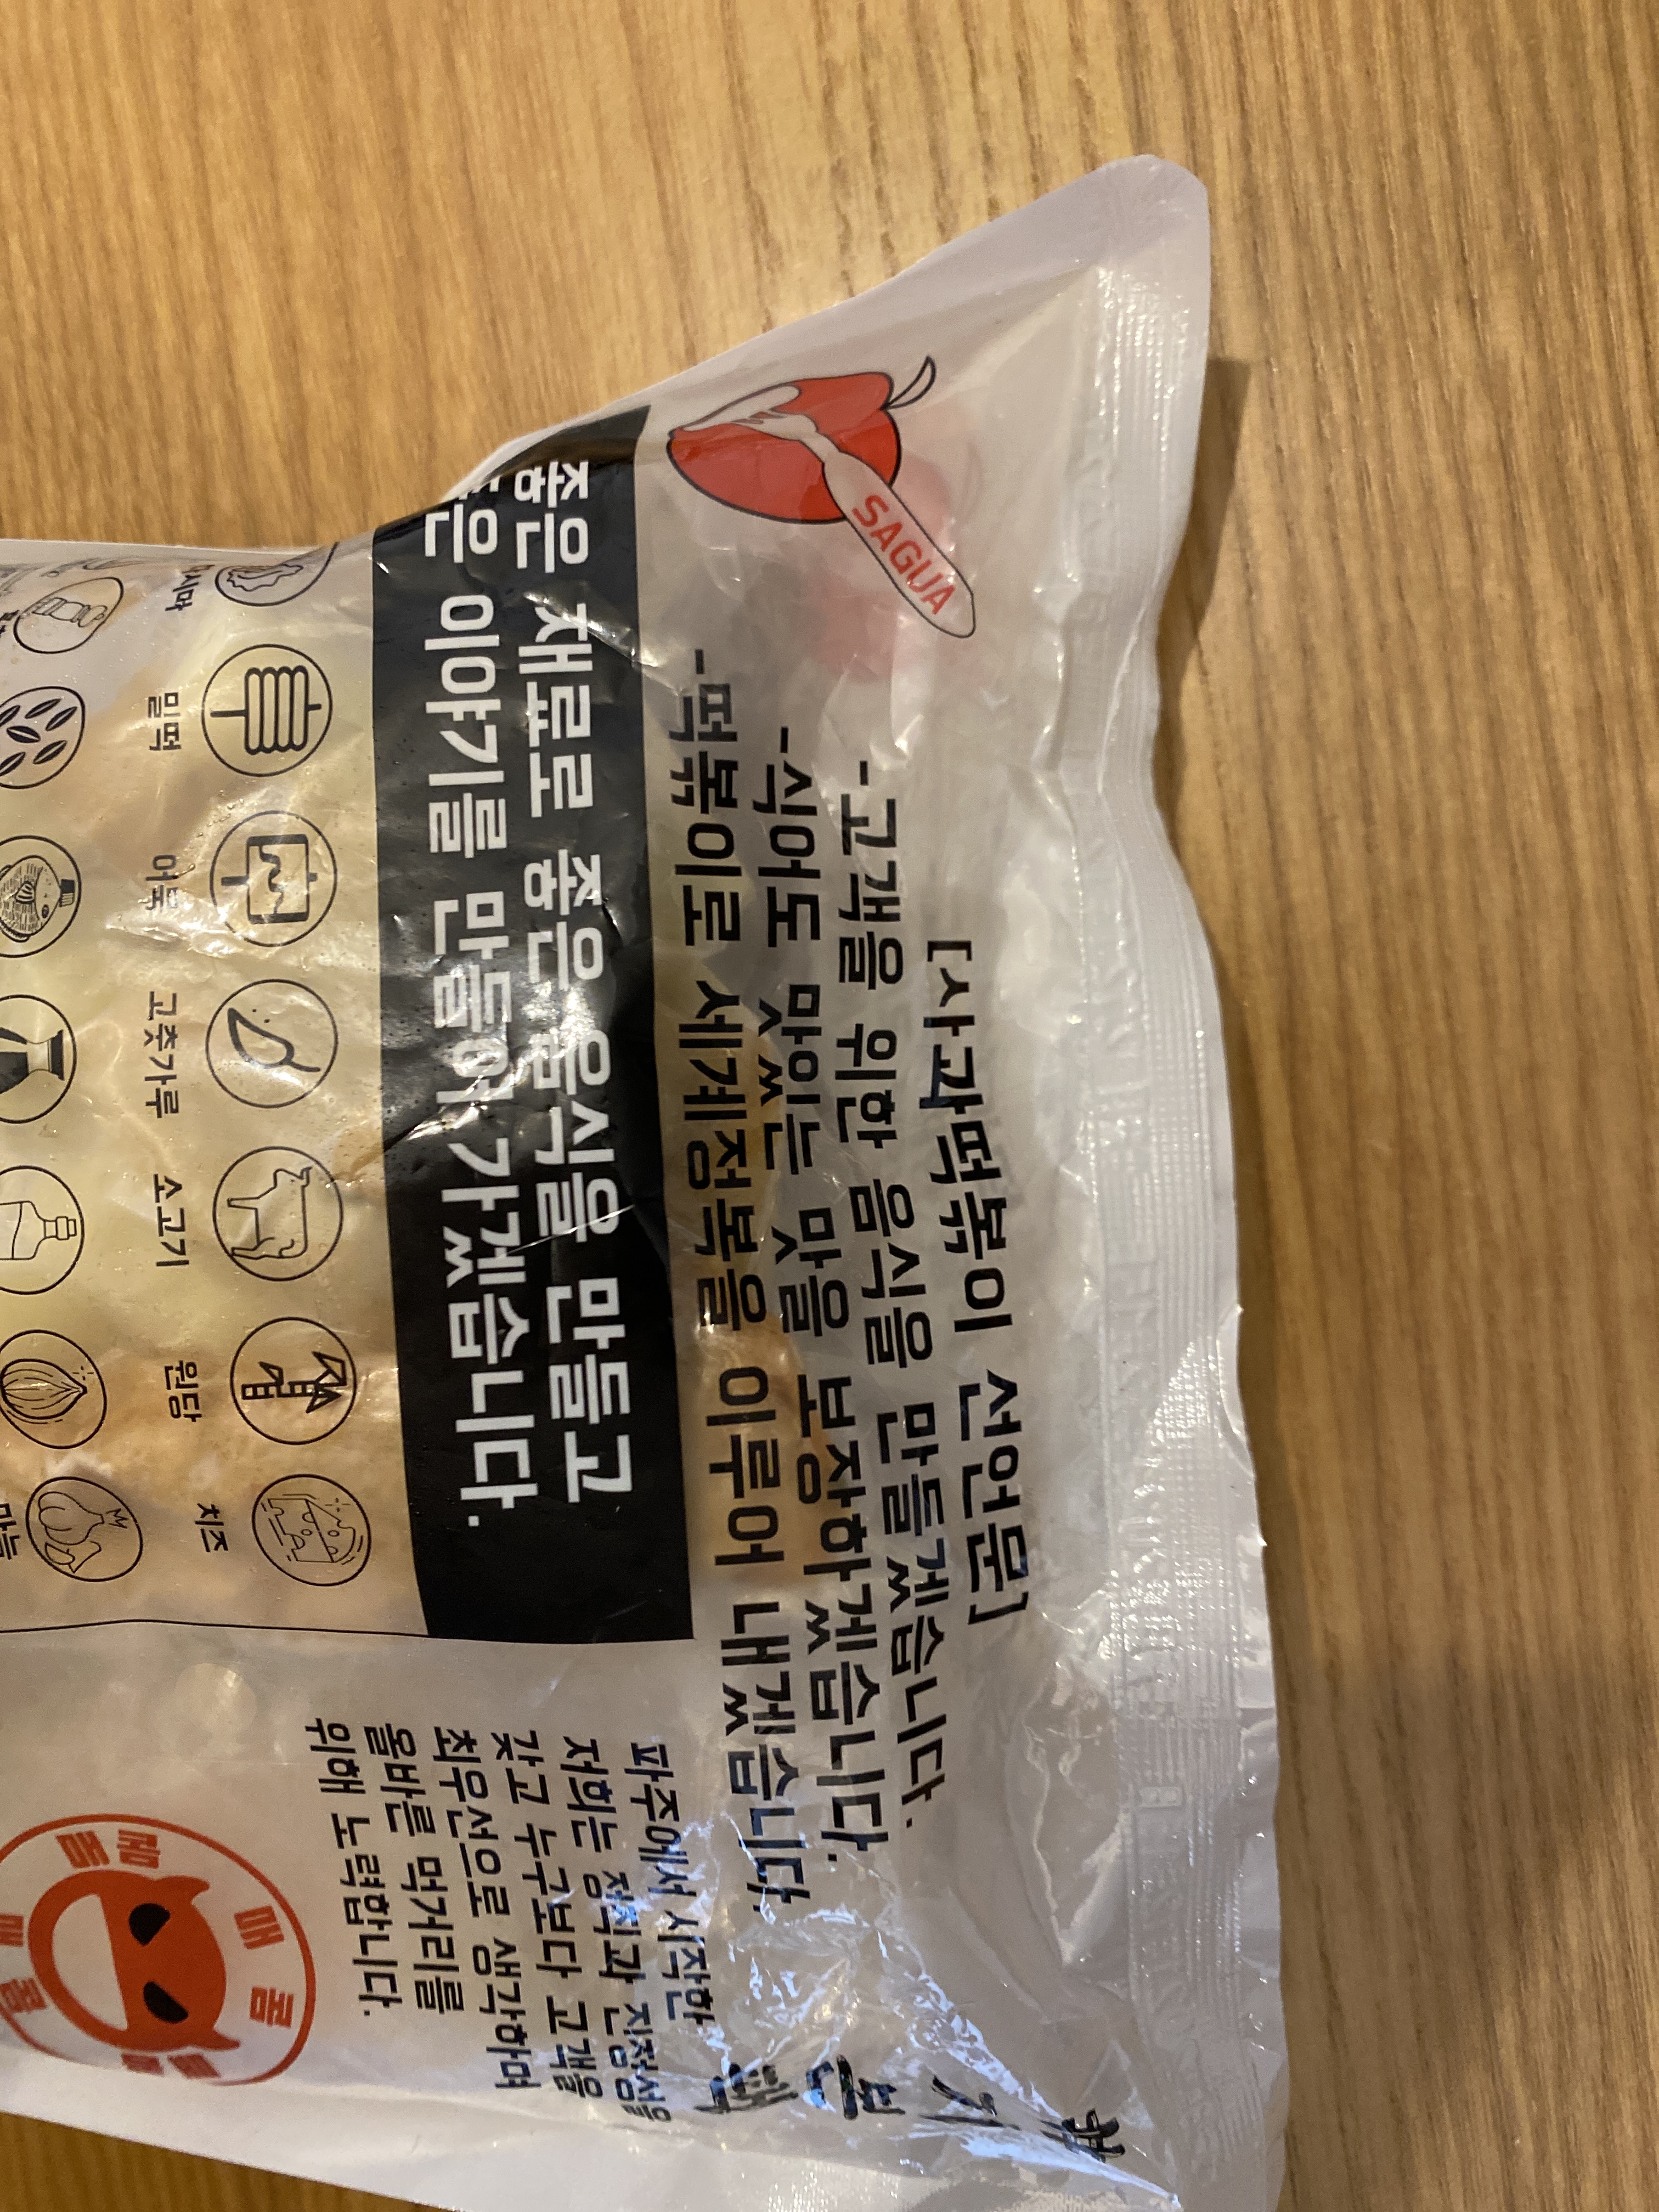 SAGUA
[사과떡볶이 선언문]
-고객을 위한 음식을 만들겠습니다.
-식어도 맛있는 맛을 보장하겠습니다.
-떡볶이로 세계정복을 이루어 내겠습니다.
좋은 재료로 좋은 음식을 만들고
좋은 이야기를 만들어 가겠습니다.
밀떡
어묵
고춧가루
소고기
원당
치즈
마늘
파주에서 시작한
저희는 정직과 진정성을
갖고 누구보다 고객을
최우선으로 생각하며
올바른 먹거리를
위해 노력합니다.
매콤